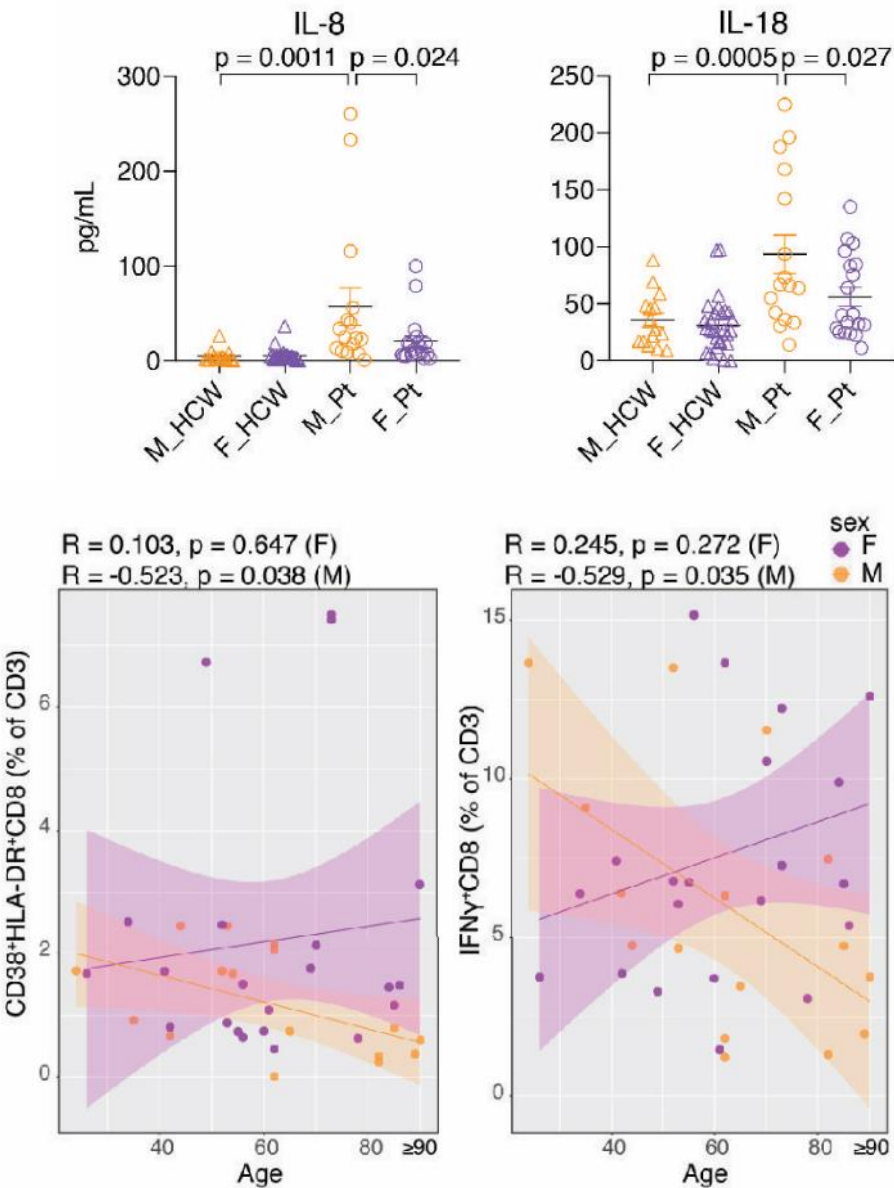 IL-8
p = 0.0011 p = 0.024
300
200
100
0
pg/mL
M_HCW
F_HCW
M_Pt
F_Pt
IL-18
p = 0.0005 p = 0.027
250
200
150
100
50
0
M_HCW
F_HCW
M_Pt
F_Pt
R = 0.103, p = 0.647 (F)
R = -0.523, p = 0.038 (M)
CD38⁺HLA-DR⁺CD8 (% of CD3)
6
4
2
0
40 60 80 ≥90
Age
R = 0.245, p = 0.272 (F)
R = -0.529, p = 0.035 (M)
sex
F
M
IFNγ⁺CD8 (% of CD3)
15
10
5
0
40 60 80 ≥90
Age